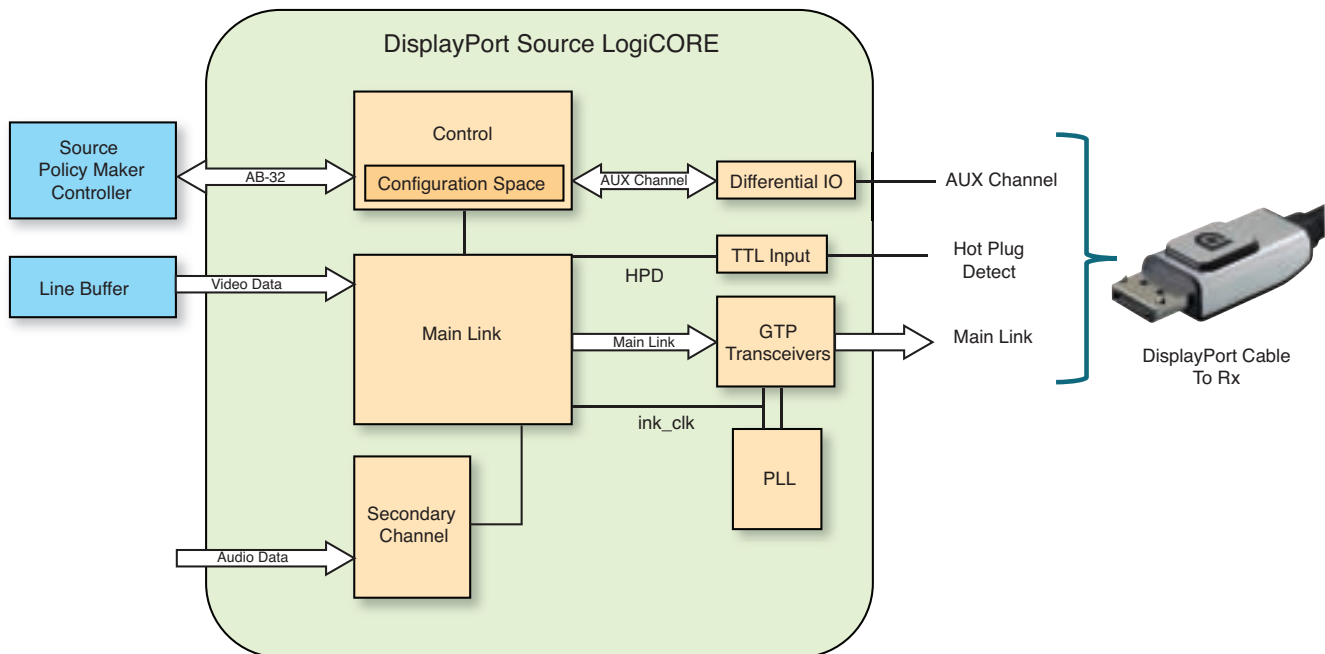 DisplayPort Source LogiCORE
Source
Policy Maker
Controller
AB-32
Control
Configuration Space
AUX Channel
Differential IO
AUX Channel
Line Buffer
Video Data
Main Link
HPD
TTL Input
Hot Plug
Detect
Main Link
GTP
Transceivers
Main Link
ink_clk
PLL
Secondary
Channel
Audio Data
DisplayPort Cable
To Rx